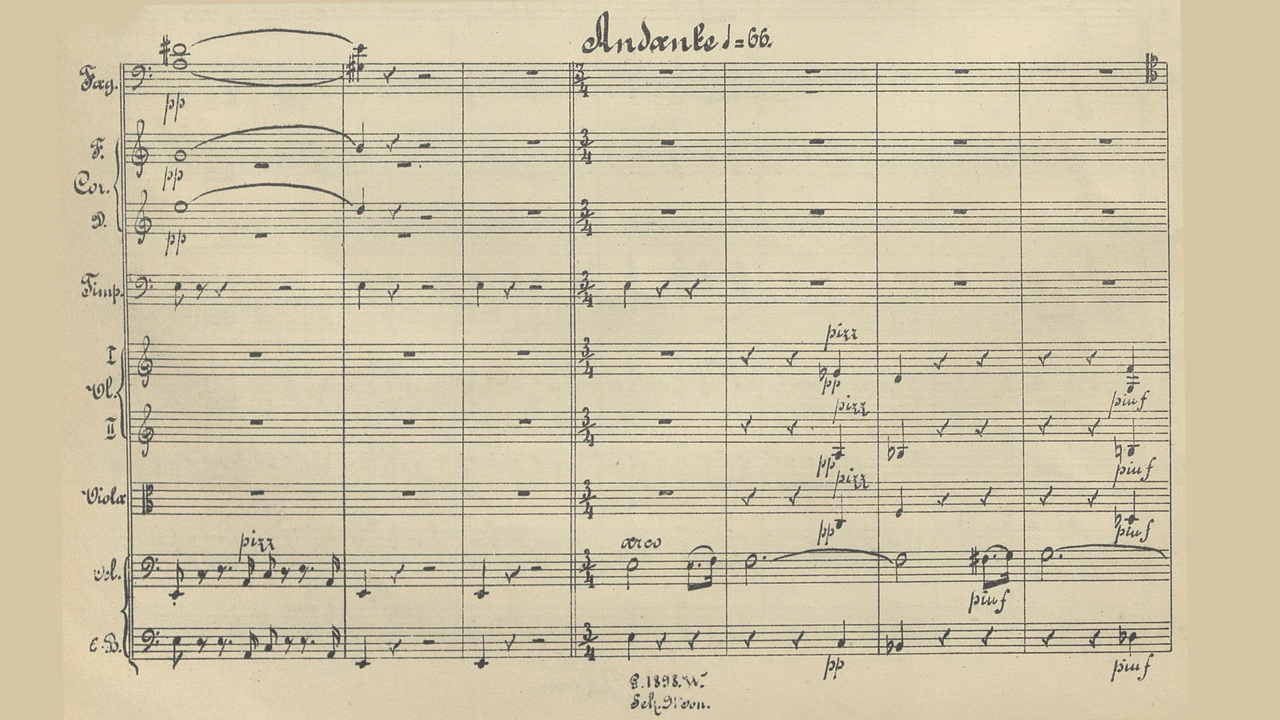 Andante ♩=66.
Fag.
pp
F.
pp
Cor.
D.
pp
Timp.
pizz
I
pp
Vl.
pizz
piu f
II
pp
pizz
piu f
Viola
pp
piu f
pizz
arco
Vcl.
piu f
C-B.
pp
piu f
P. 1898. W.